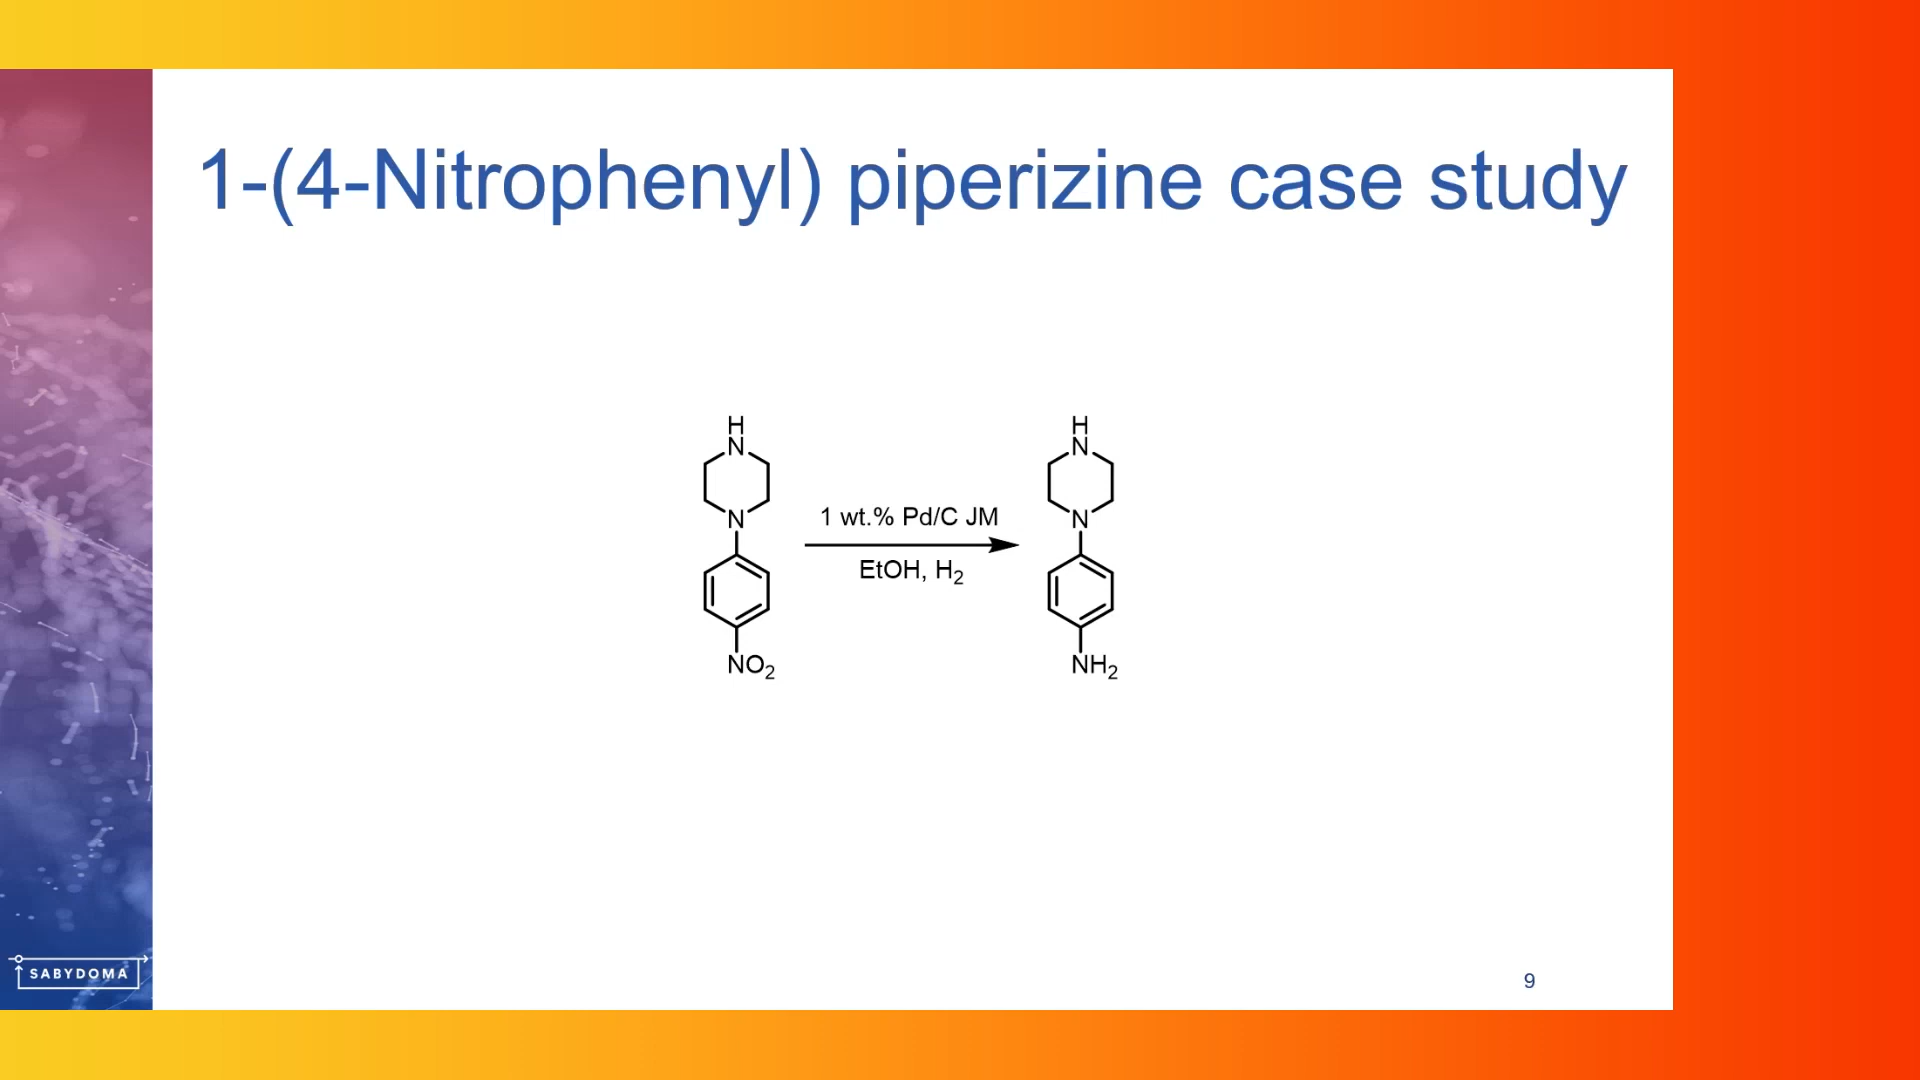 1-(4-Nitrophenyl) piperizine case study
H
N
N
NO2
1 wt.% Pd/C JM
EtOH, H2
H
N
N
NH2
SABYDOMA
9